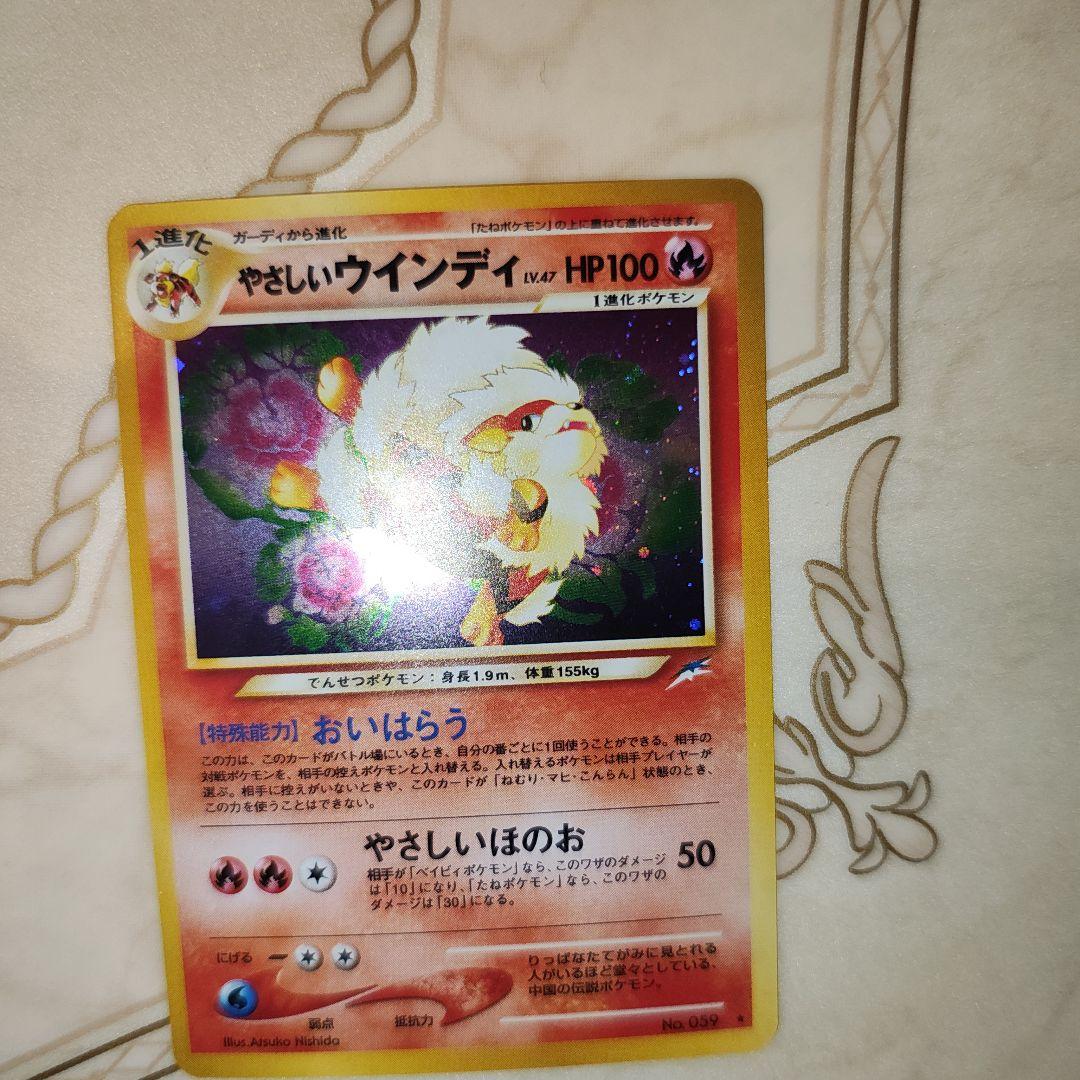 1進化
ガーディから進化
「たねポケモン」の上に重ねて進化させます。
やさしいウインディ LV.47 HP100
1進化ポケモン
でんせつポケモン：身長1.9m、体重155kg
【特殊能力】おいはらう
この力は、このカードがバトル場にいるとき、自分の番ごとに1回使うことができる。相手の
対戦ポケモンを、相手の控えポケモンと入れ替える。入れ替えるポケモンは相手プレイヤーが
選ぶ。相手に控えがいないときや、このカードが「ねむり・マヒ・こんらん」状態のとき、
この力を使うことはできない。
やさしいほのお 50
相手が「ベイビィポケモン」なら、このワザのダメージ
は「10」になり、「たねポケモン」なら、このワザの
ダメージは「30」になる。
にげる
りっぱなたてがみに見とれる
人がいるほど堂々としている、
中国の伝説ポケモン。
弱点 抵抗力
Illus.Atsuko Nishida
No. 059 ★